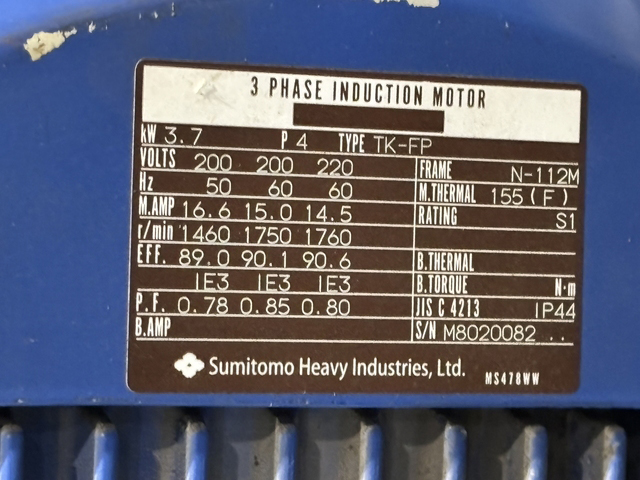 3 PHASE INDUCTION MOTOR
kW 3.7 P 4 TYPE TK-FP
VOLTS 200 200 220 FRAME N-112M
Hz 50 60 60 M.THERMAL 155(F)
M.AMP 16.6 15.0 14.5 RATING S1
r/min 1460 1750 1760
EFF. 89.0 90.1 90.6 B.THERMAL
IE3 IE3 IE3 B.TORQUE N·m
P.F. 0.78 0.85 0.80 JIS C 4213 IP44
B.AMP S/N M8020082 ..
Sumitomo Heavy Industries, Ltd. MS478WW